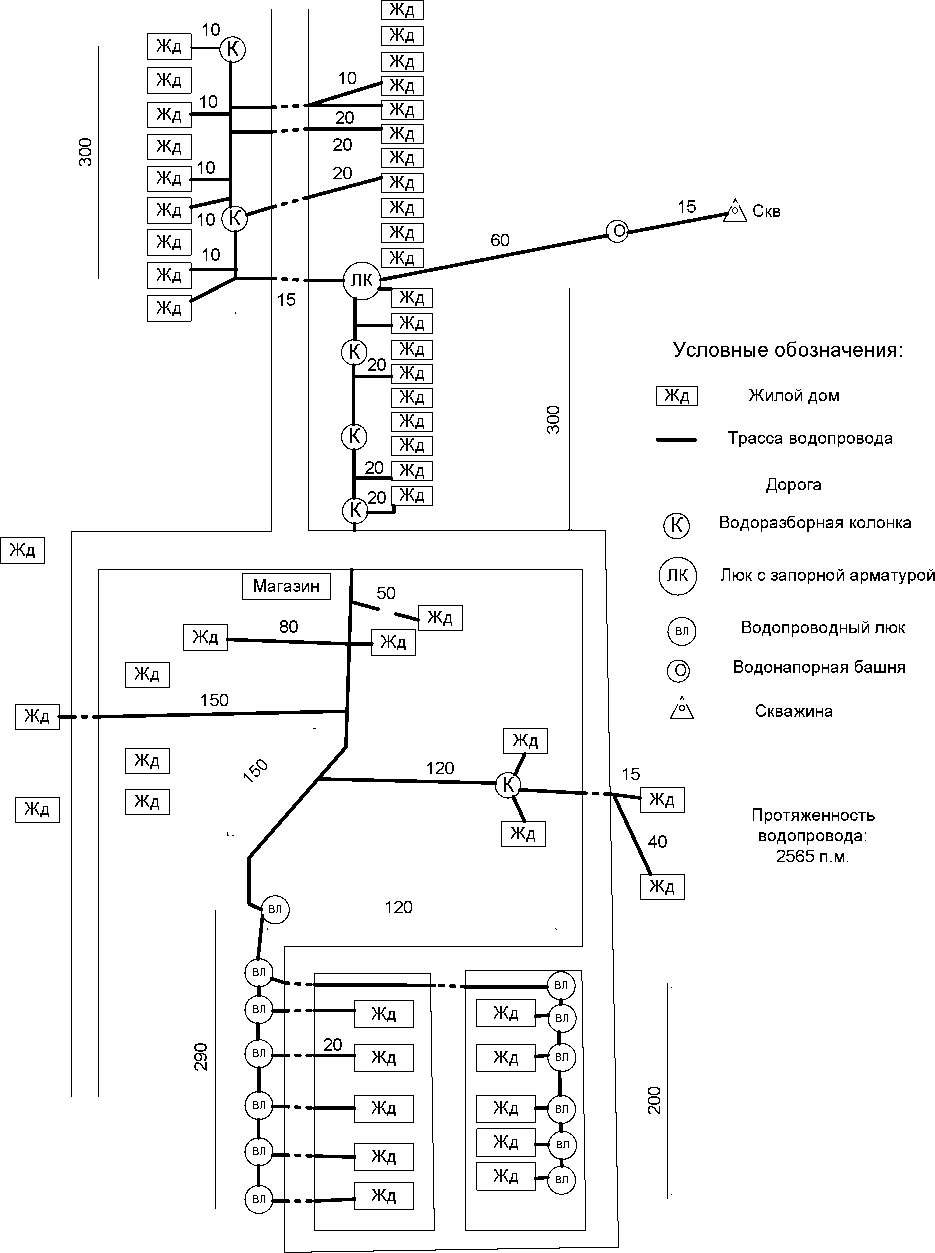 Жд
10
Жд
К
Жд
Жд
Жд
10
Жд
10
Жд
Жд
300
20
Жд
Жд
20
Жд
10
Жд
20
Жд
Жд
10
К
Жд
15
Скв
Жд
60
О
Жд
Жд
10
ЛК
Жд
15
Жд
Жд
Жд
К
Жд
20
Жд
Жд
300
Жд
К
Жд
20
Жд
20
Жд
К
Условные обозначения:
Жд
Жилой дом
Трасса водопровода
Дорога
К
Водоразборная колонка
ЛК
Люк с запорной арматурой
вл
Водопроводный люк
О
Водонапорная башня
Скважина
Протяженность
водопровода:
2565 п.м.
Жд
Магазин
50
Жд
80
Жд
Жд
Жд
150
Жд
Жд
150
120
К
15
Жд
Жд
Жд
Жд
Жд
40
Жд
вл
120
вл
вл
вл
Жд
Жд
вл
290
вл
20
Жд
Жд
вл
200
вл
Жд
Жд
вл
вл
Жд
Жд
вл
Жд
вл
вл
Жд